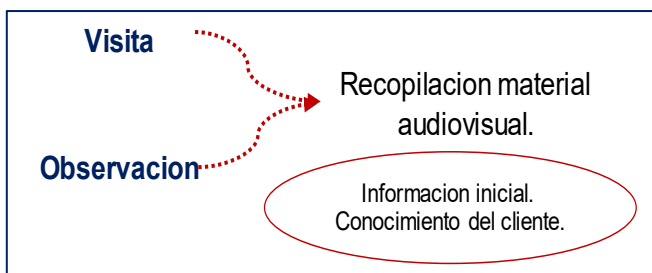 Visita
Recopilacion material
audiovisual.
Observacion
Informacion inicial.
Conocimiento del cliente.